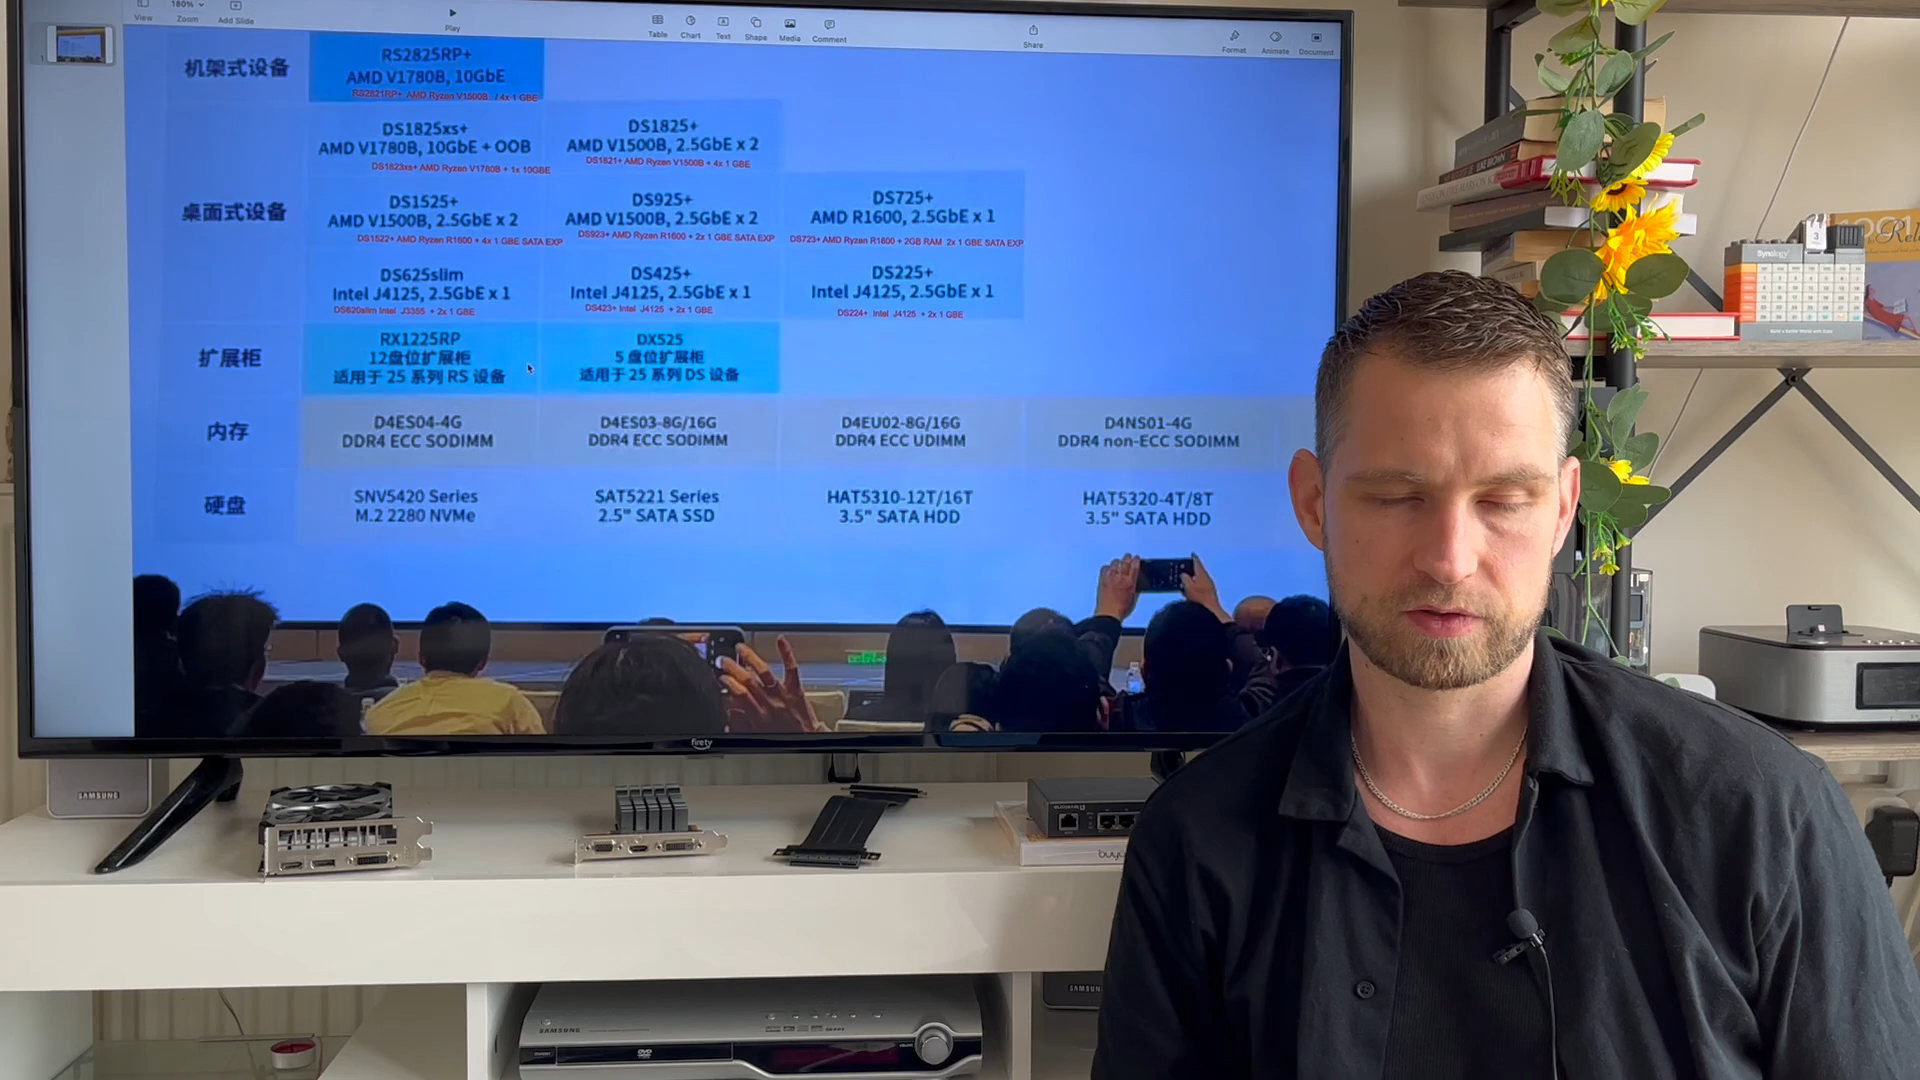 180%
View
Zoom
Add Slide
Play
Table
Chart
Text
Shape
Media
Comment
Share
Format
Animate
Document
1
机架式设备
RS2825RP+
AMD V1780B, 10GbE
RS2821RP+ AMD Ryzen V1500B / 4x 1 GBE
桌面式设备
DS1825xs+
AMD V1780B, 10GbE + OOB
DS1823xs+ AMD Ryzen V1780B + 1x 10GBE
DS1825+
AMD V1500B, 2.5GbE x 2
DS1821+ AMD Ryzen V1500B + 4x 1 GBE
DS1525+
AMD V1500B, 2.5GbE x 2
DS1522+ AMD Ryzen R1600 + 4x 1 GBE SATA EXP
DS925+
AMD V1500B, 2.5GbE x 2
DS923+ AMD Ryzen R1600 + 2x 1 GBE SATA EXP
DS725+
AMD R1600, 2.5GbE x 1
DS723+ AMD Ryzen R1600 + 2GB RAM 2x 1 GBE SATA EXP
DS625slim
Intel J4125, 2.5GbE x 1
DS620slim Intel J3355 + 2x 1 GBE
DS425+
Intel J4125, 2.5GbE x 1
DS423+ Intel J4125 + 2x 1 GBE
DS225+
Intel J4125, 2.5GbE x 1
DS224+ Intel J4125 + 2x 1 GBE
扩展柜
RX1225RP
12盘位扩展柜
适用于 25 系列 RS 设备
DX525
5 盘位扩展柜
适用于 25 系列 DS 设备
内存
D4ES04-4G
DDR4 ECC SODIMM
D4ES03-8G/16G
DDR4 ECC SODIMM
D4EU02-8G/16G
DDR4 ECC UDIMM
D4NS01-4G
DDR4 non-ECC SODIMM
硬盘
SNV5420 Series
M.2 2280 NVMe
SAT5221 Series
2.5" SATA SSD
HAT5310-12T/16T
3.5" SATA HDD
HAT5320-4T/8T
3.5" SATA HDD
firetv
SAMSUNG
SAMSUNG
Synology
3
Build a Better World with Data
1001